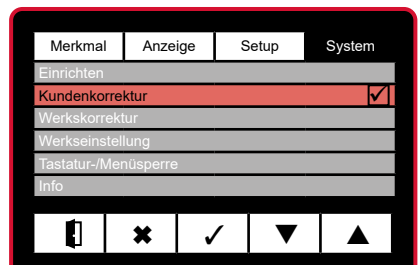 Merkmal Anzeige Setup System
Einrichten
Kundenkorrektur
Werkskorrektur
Werkseinstellung
Tastatur-/Menüsperre
Info